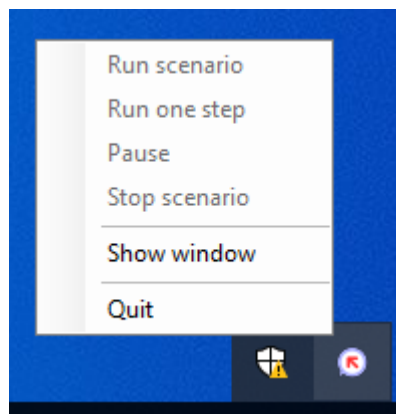 Run scenario
Run one step
Pause
Stop scenario
Show window
Quit